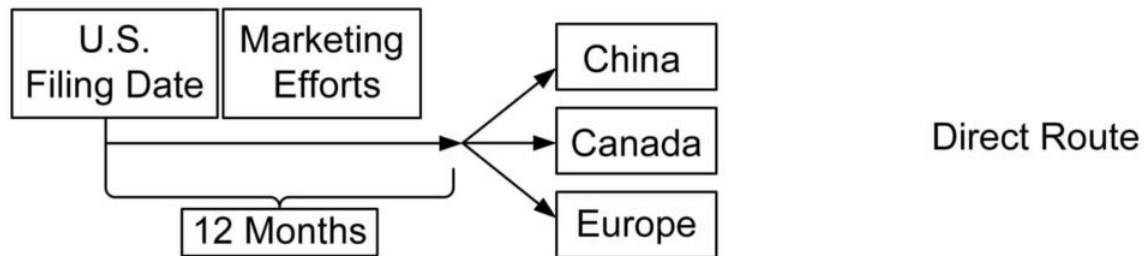 U.S.
Filing Date
Marketing
Efforts
China
Canada
Direct Route
Europe
12 Months